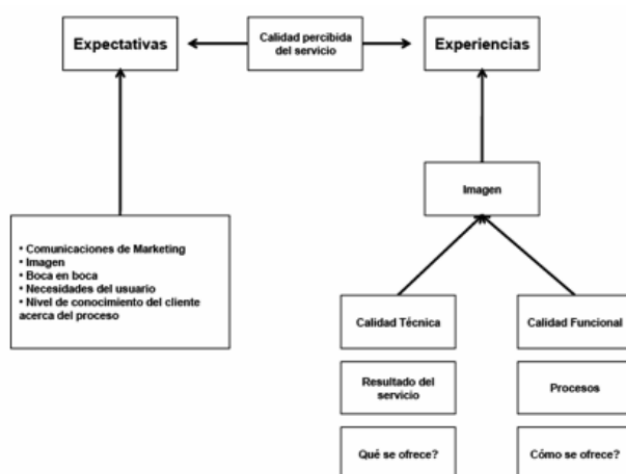 Expectativas
Calidad percibida
del servicio
Experiencias
Imagen
• Comunicaciones de Marketing
• Imagen
• Boca en boca
• Necesidades del usuario
• Nivel de conocimiento del cliente
acerca del proceso
Calidad Técnica
Calidad Funcional
Resultado del
servicio
Procesos
Qué se ofrece?
Cómo se ofrece?